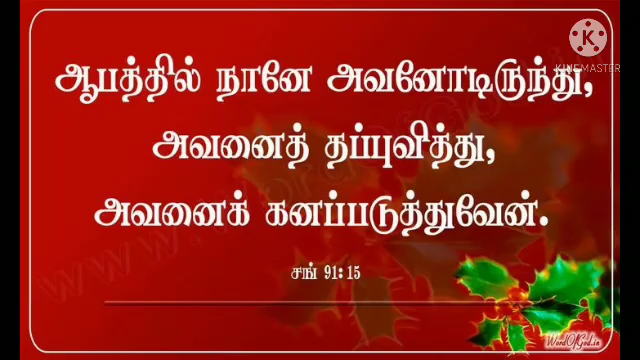 KINEMASTER
ஆபத்தில் நானே அவனோடிருந்து,
அவனைத் தப்புவித்து,
அவனைக் கனப்படுத்துவேன்.
சங் 91:15
WordOfGod.in